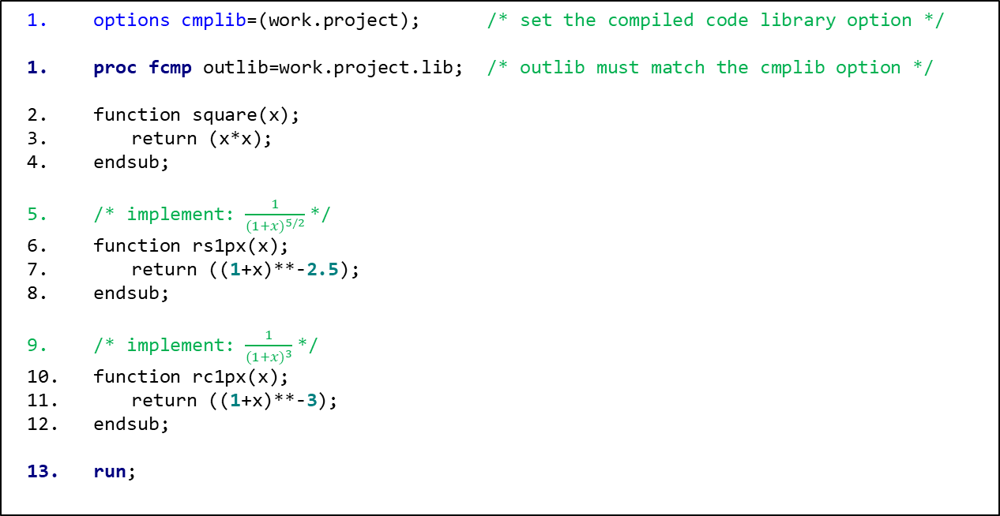 1. options cmplib=(work.project); /* set the compiled code library option */
1. proc fcmp outlib=work.project.lib; /* outlib must match the cmplib option */
2. function square(x);
3. return (x*x);
4. endsub;
5. /* implement: 1/(1+x)^5/2 */
6. function rs1px(x);
7. return ((1+x)**-2.5);
8. endsub;
9. /* implement: 1/(1+x)^3 */
10. function rc1px(x);
11. return ((1+x)**-3);
12. endsub;
13. run;